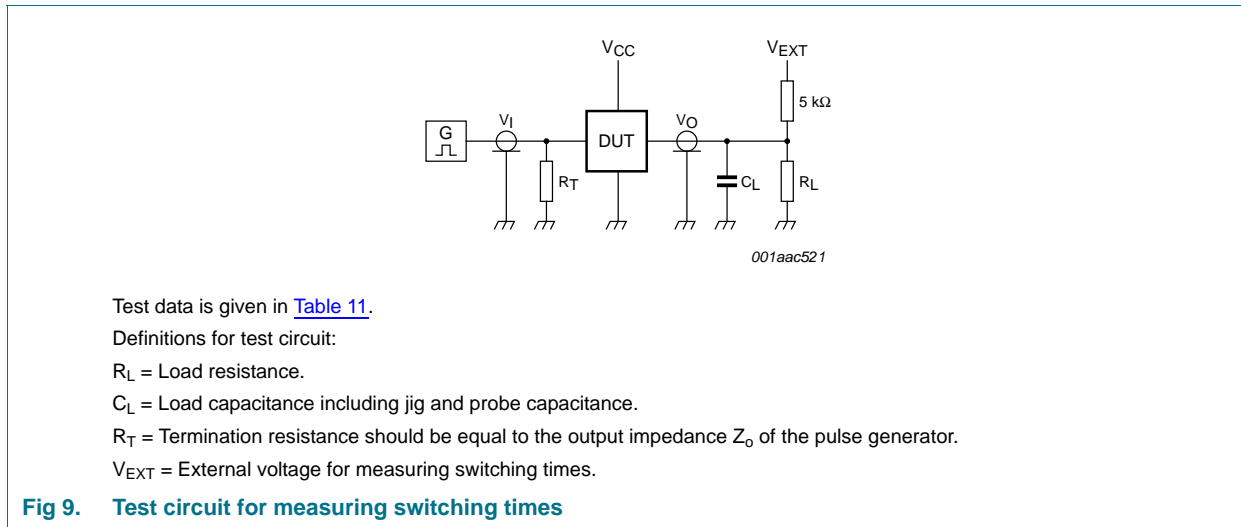 VCC
VEXT
5 kΩ
G
VI
DUT
VO
RT
CL
RL
001aac521
Test data is given in Table 11.
Definitions for test circuit:
RL = Load resistance.
CL = Load capacitance including jig and probe capacitance.
RT = Termination resistance should be equal to the output impedance Zo of the pulse generator.
VEXT = External voltage for measuring switching times.
Fig 9. Test circuit for measuring switching times